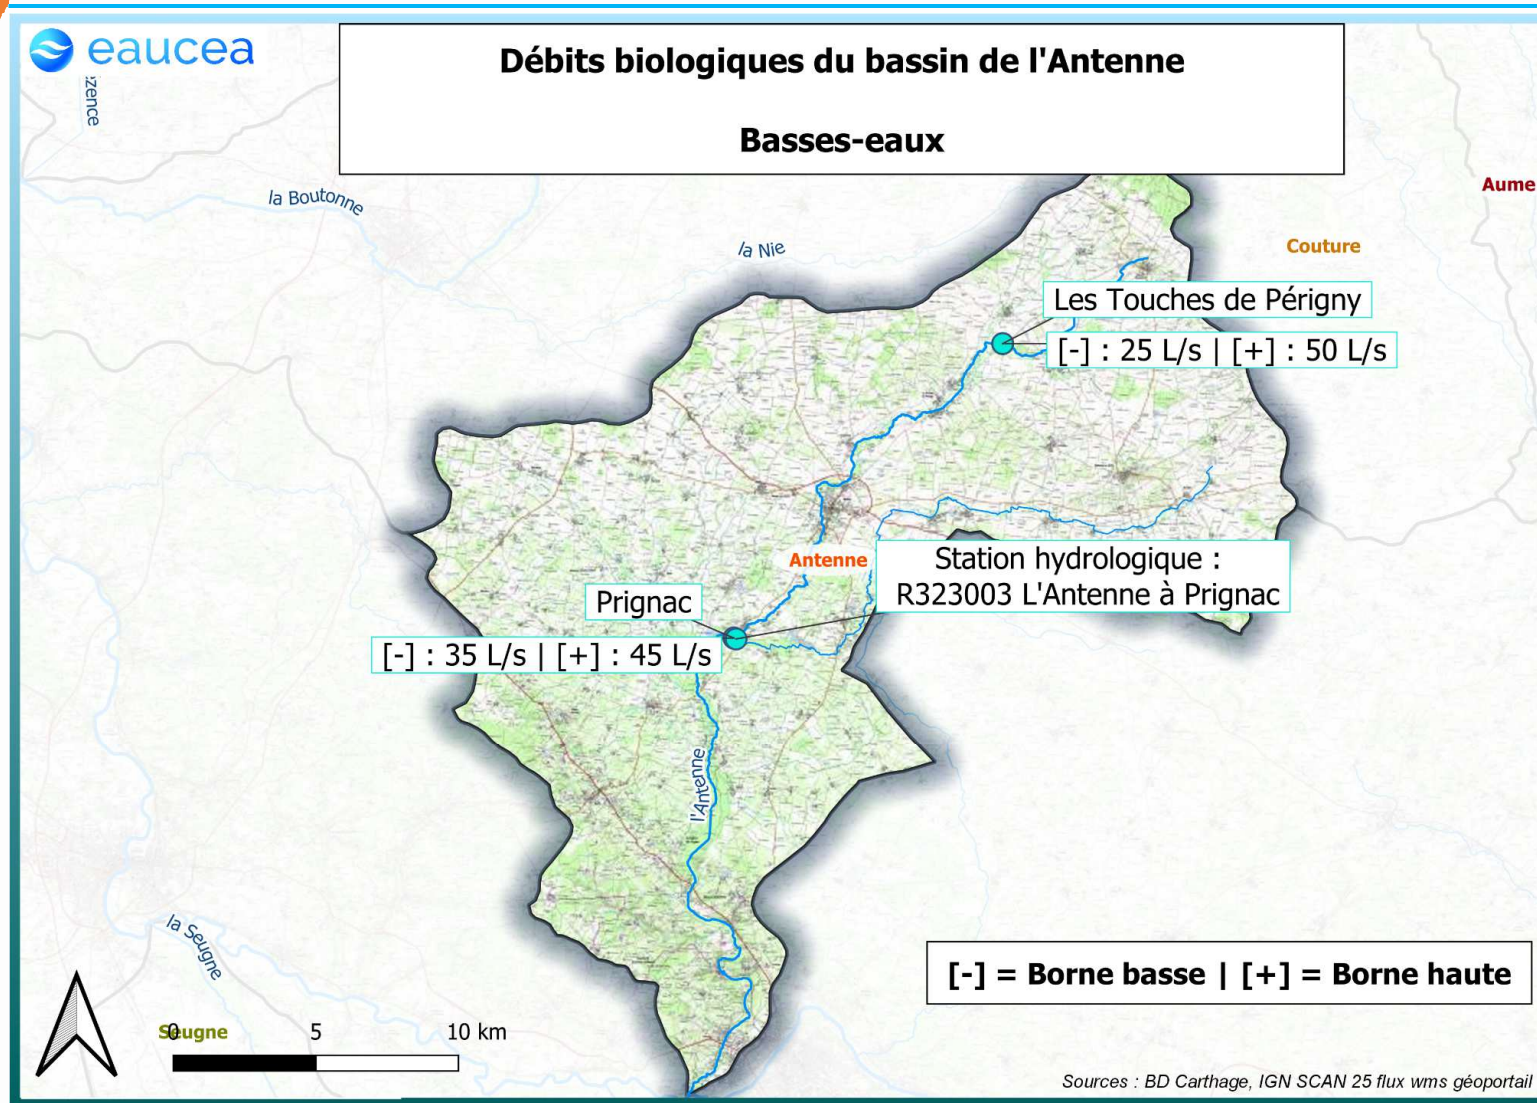 eaucea
Débits biologiques du bassin de l'Antenne
Basses-eaux
la Boutonne
la Nie
Aume
Couture
Les Touches de Périgny
[-] : 25 L/s | [+] : 50 L/s
Antenne
Station hydrologique :
R323003 L'Antenne à Prignac
Prignac
[-] : 35 L/s | [+] : 45 L/s
l'Antenne
la Seugne
[-] = Borne basse | [+] = Borne haute
Seugne
0 5 10 km
Sources : BD Carthage, IGN SCAN 25 flux wms géoportail